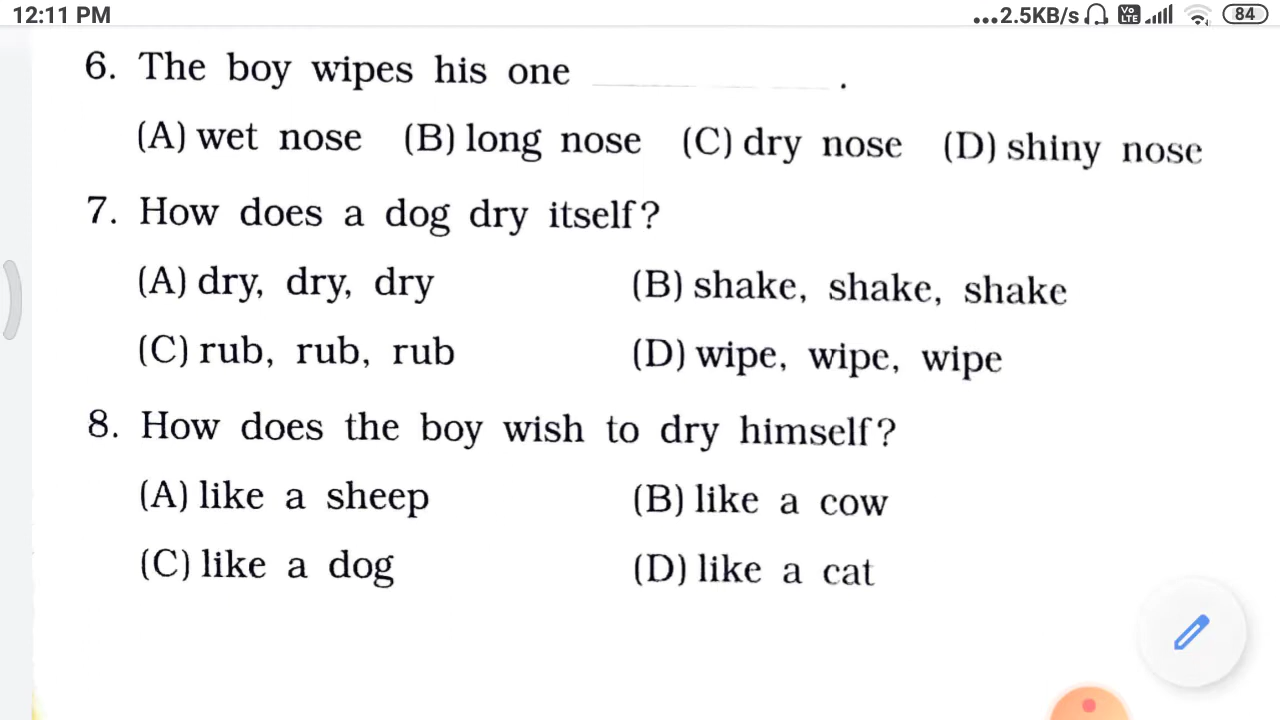 12:11 PM ...2.5KB/s Vo LTE 84
6. The boy wipes his one ________ .
(A) wet nose (B) long nose (C) dry nose (D) shiny nose
7. How does a dog dry itself?
(A) dry, dry, dry (B) shake, shake, shake
(C) rub, rub, rub (D) wipe, wipe, wipe
8. How does the boy wish to dry himself?
(A) like a sheep (B) like a cow
(C) like a dog (D) like a cat